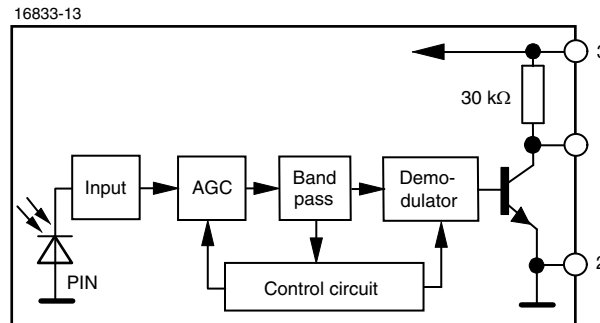 16833-13
3
30 kΩ
Input
AGC
Band
pass
Demo-
dulator
2
PIN
Control circuit